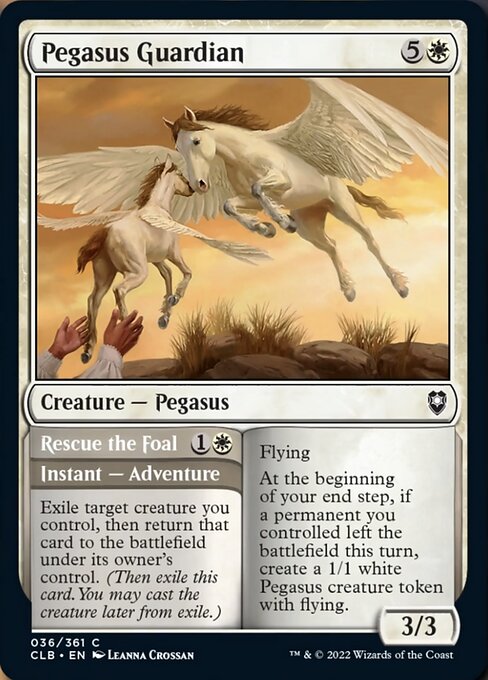 Pegasus Guardian 5
Creature — Pegasus
Rescue the Foal 1
Instant — Adventure
Exile target creature you
control, then return that
card to the battlefield
under its owner's
control. (Then exile this
card. You may cast the
creature later from exile.)
Flying
At the beginning
of your end step, if
a permanent you
controlled left the
battlefield this turn,
create a 1/1 white
Pegasus creature token
with flying.
3/3
036/361 C
CLB • EN Leanna Crossan
™ & © 2022 Wizards of the Coast